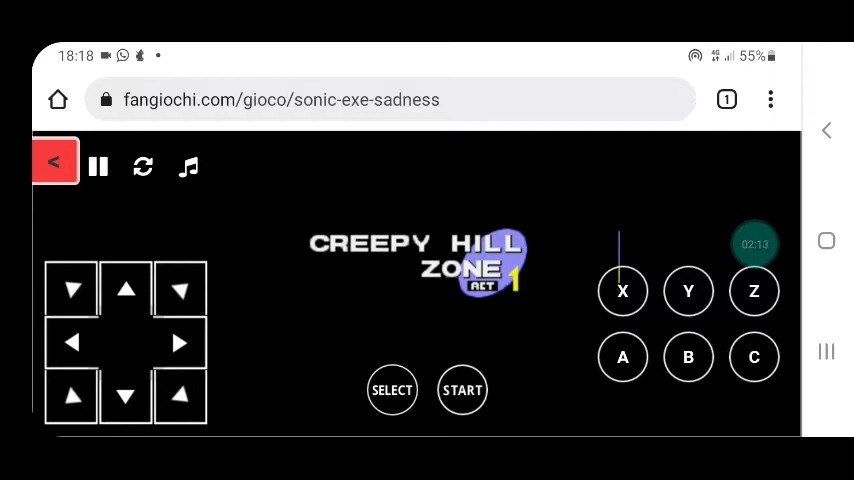 18:18
4G 55%
fangiochi.com/gioco/sonic-exe-sadness
1
<
CREEPY HILL
ZONE
ACT 1
02:13
X Y Z
A B C
SELECT START